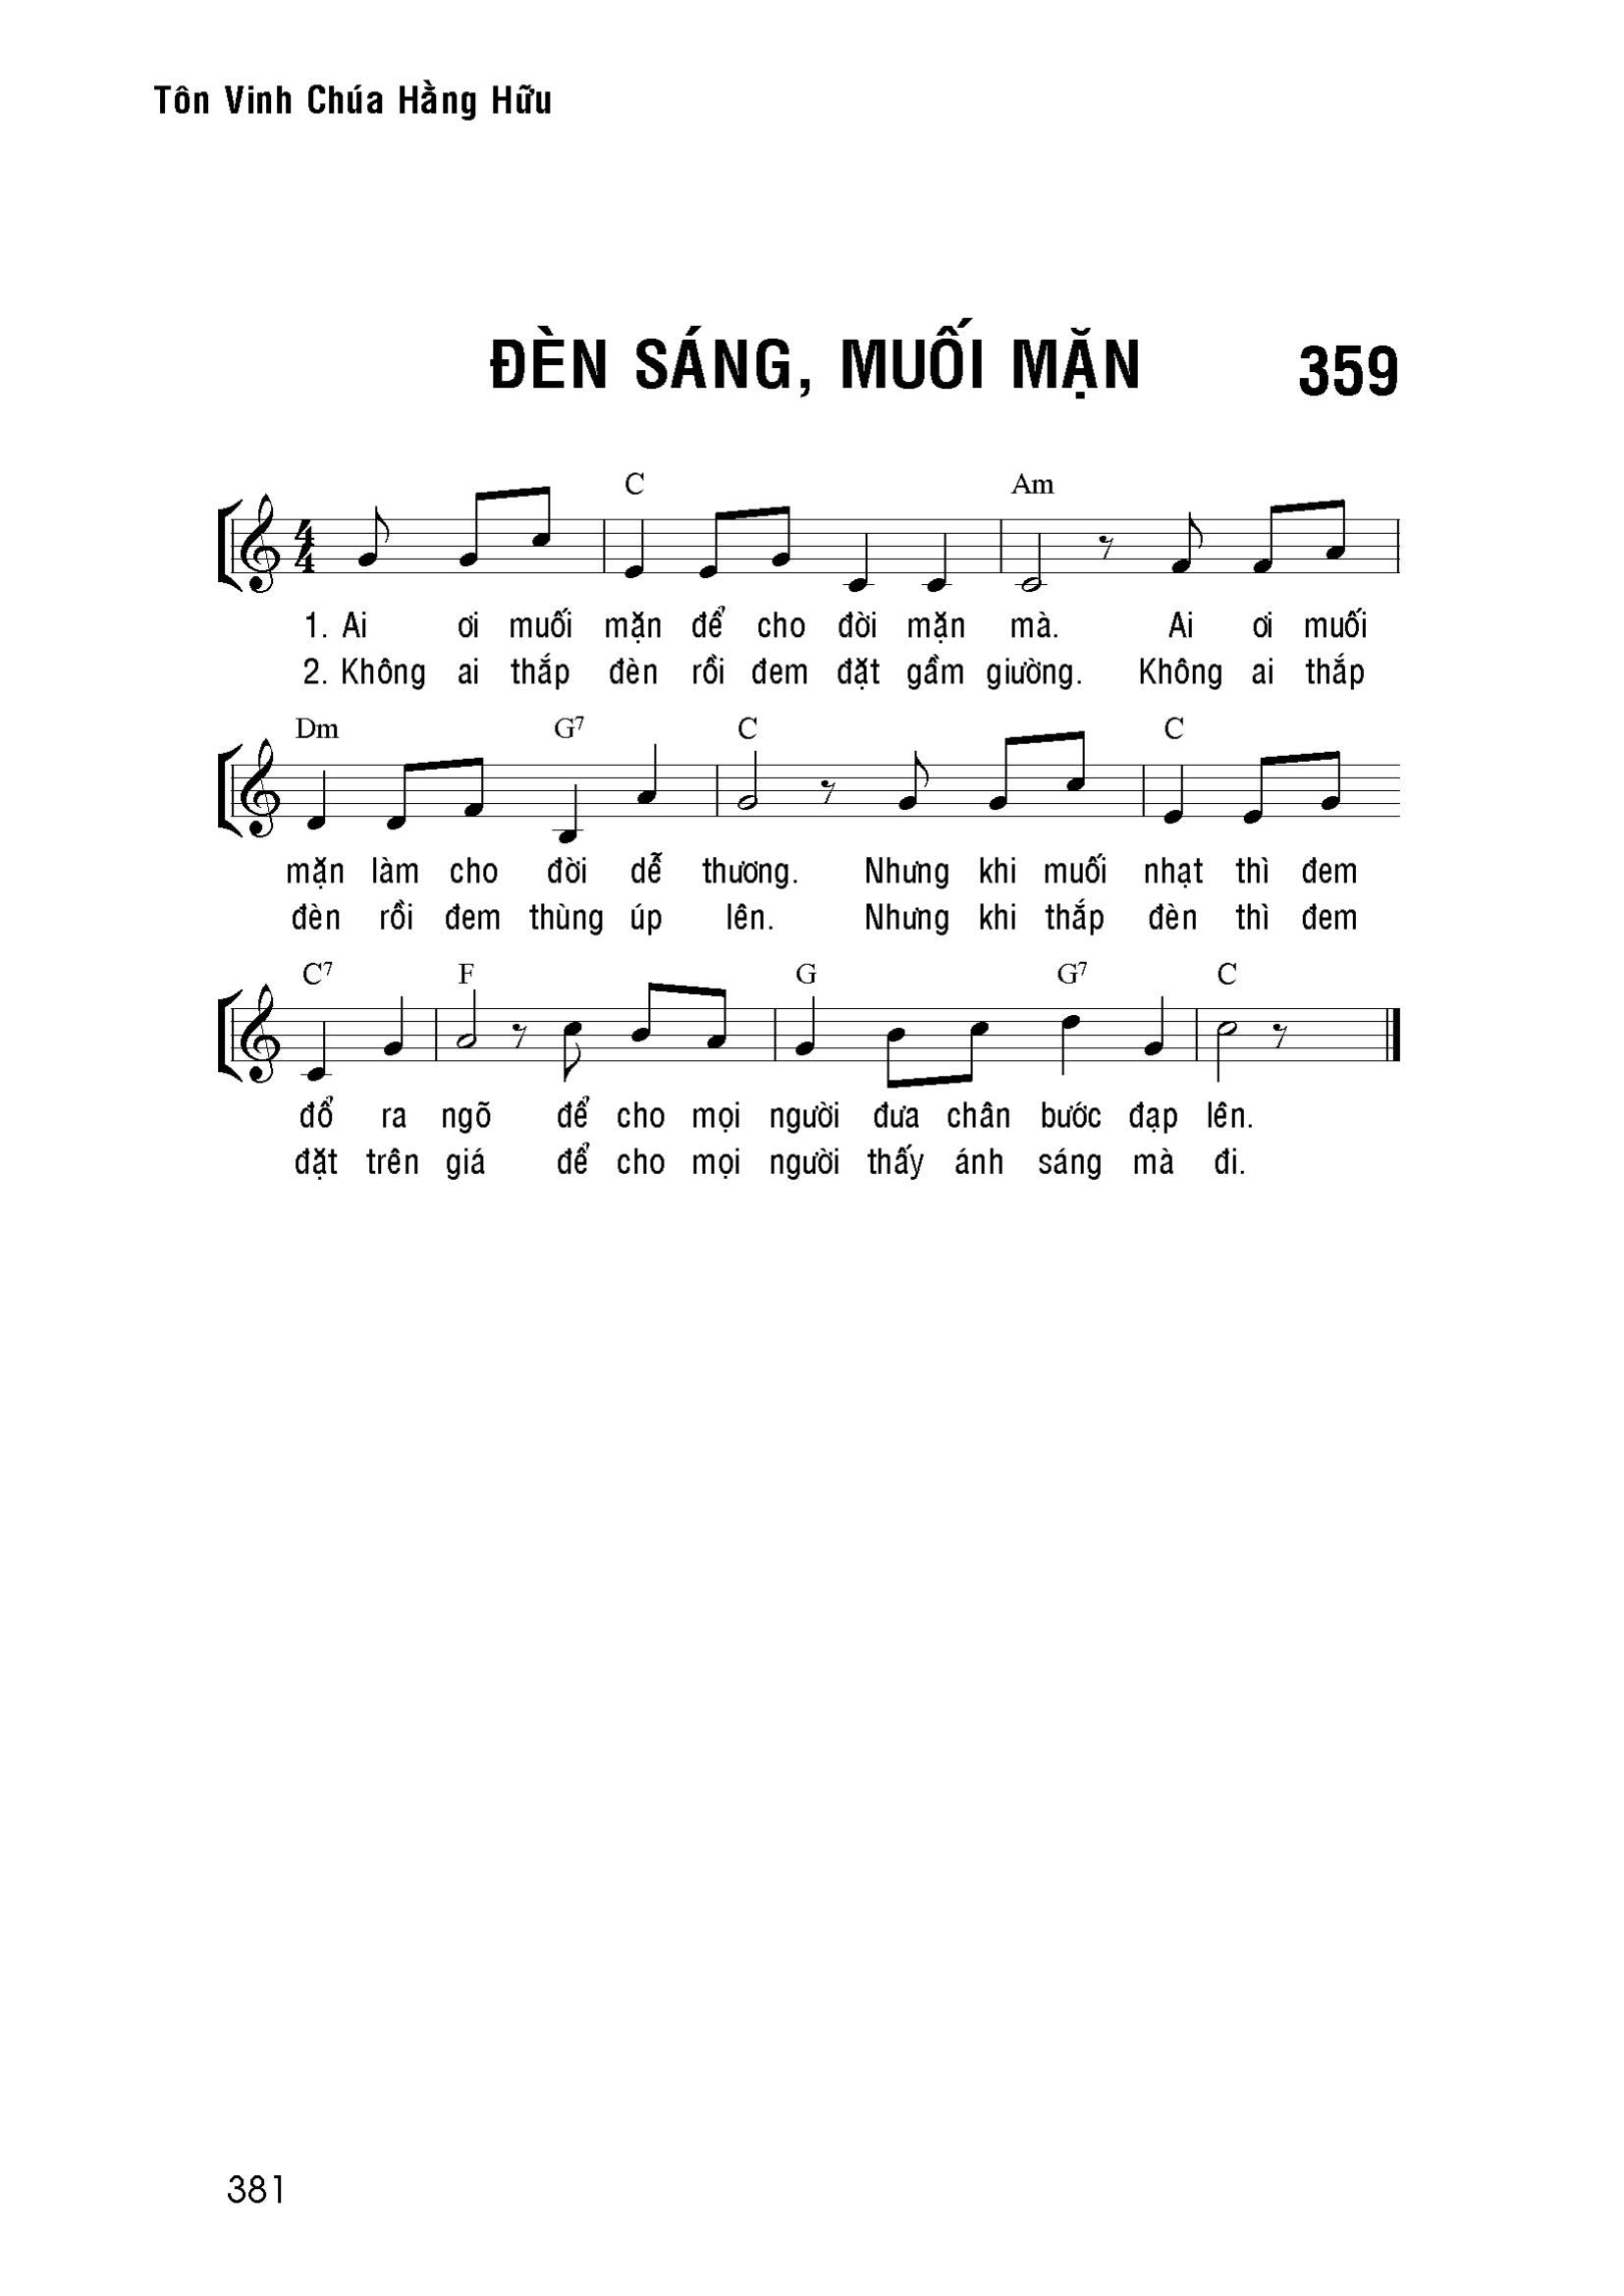 Tôn Vinh Chúa Hằng Hữu
ĐÈN SÁNG, MUỐI MẶN 359
C Am
1. Ai ơi muối mặn để cho đời mặn mà. Ai ơi muối
2. Không ai thắp đèn rồi đem đặt gầm giường. Không ai thắp
Dm G7 C C
mặn làm cho đời dễ thương. Nhưng khi muối nhạt thì đem
đèn rồi đem thùng úp lên. Nhưng khi thắp đèn thì đem
C7 F G G7 C
đổ ra ngõ để cho mọi người đưa chân bước đạp lên.
đặt trên giá để cho mọi người thấy ánh sáng mà đi.
381